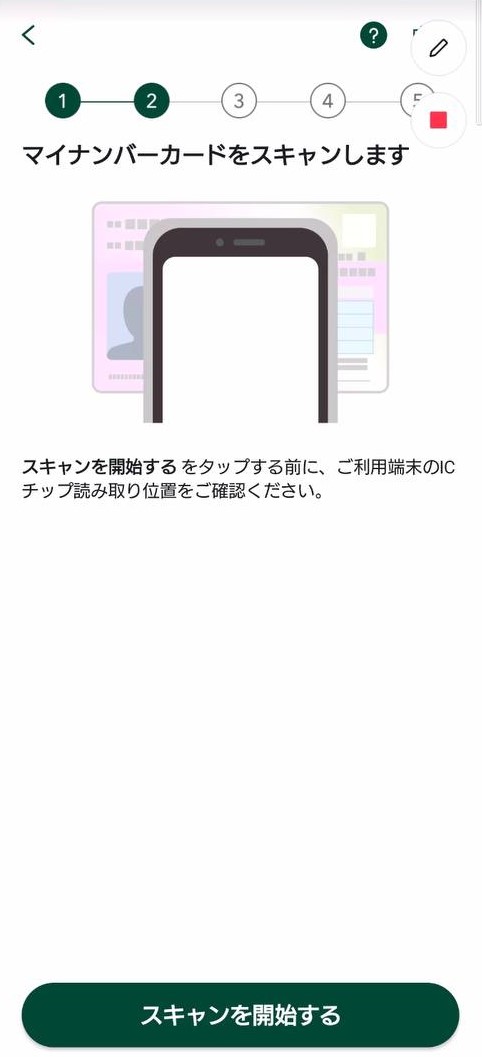 ?
1 2 3 4 5
マイナンバーカードをスキャンします
スキャンを開始する をタップする前に、ご利用端末のIC
チップ読み取り位置をご確認ください。
スキャンを開始する